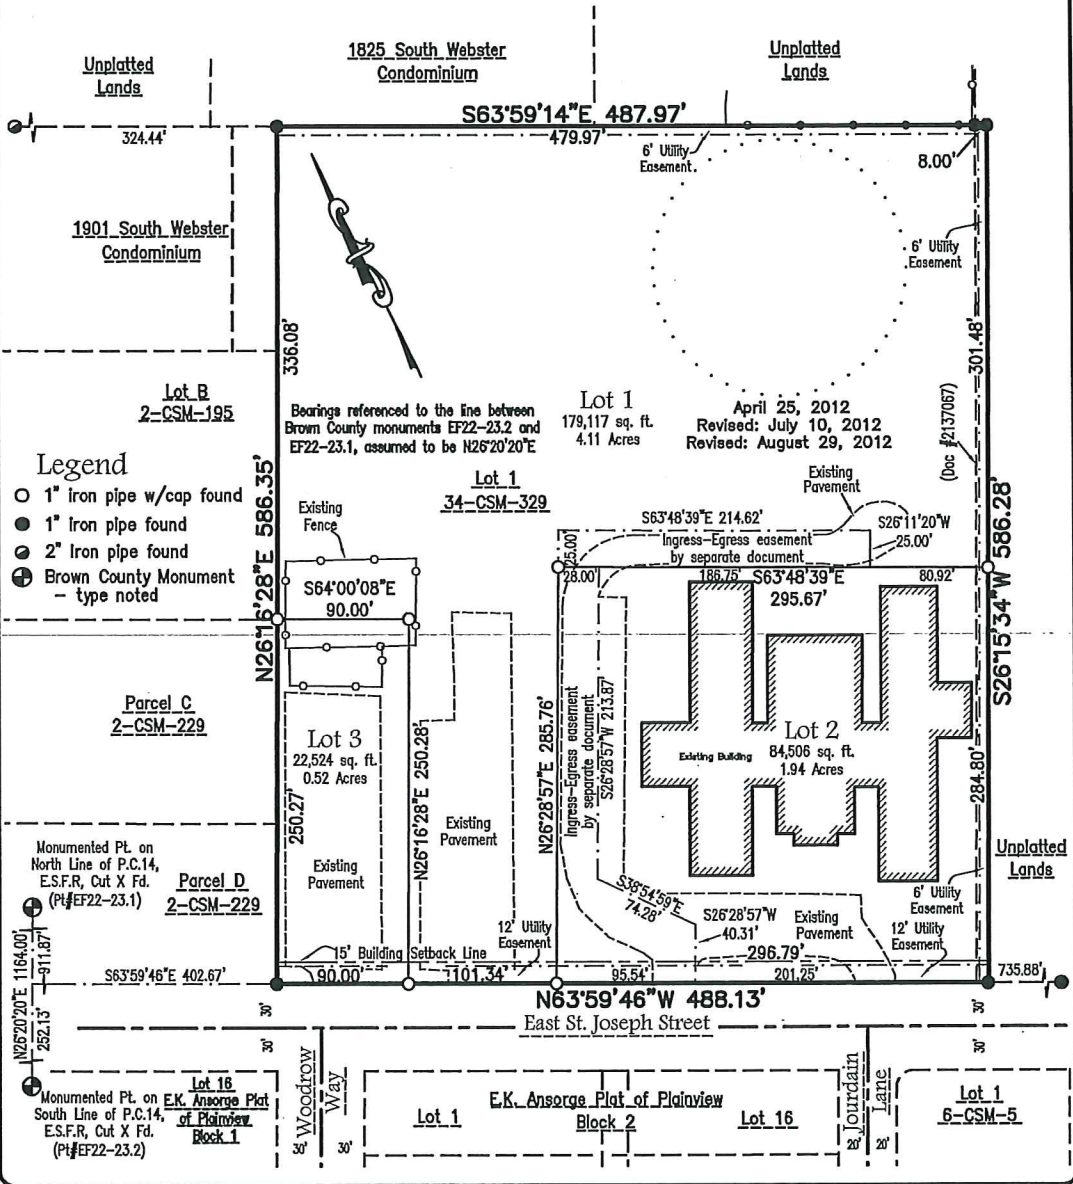 Unplatted
Lands
1825 South Webster
Condominium
Unplatted
Lands
S63°59'14"E 487.97'
324.44'
479.97'
6' Utility
Easement
8.00'
1901 South Webster
Condominium
6' Utility
Easement
336.08'
301.48'
Lot B
2-CSM-195
Bearings referenced to the line between
Brown County monuments EF22-23.2 and
EF22-23.1, assumed to be N26°20'20"E
Lot 1
179,117 sq. ft.
4.11 Acres
April 25, 2012
Revised: July 10, 2012
Revised: August 29, 2012
(Doc #2137067)
Legend
1" iron pipe w/cap found
1" iron pipe found
2" Iron pipe found
Brown County Monument
- type noted
N26°16'28"E 586.35'
Lot 1
34-CSM-329
Existing
Fence
Existing
Pavement
S63°48'39"E 214.62'
S26°11'20"W
25.00'
25.00'
Ingress-Egress easement
by separate document
S26°15'34"W 586.28'
S64°00'08"E
90.00'
28.00'
186.75'
S63°48'39"E
295.67'
80.92'
Parcel C
2-CSM-229
Lot 3
22,524 sq. ft.
0.52 Acres
250.27'
N26°16'28"E 250.28'
Existing
Pavement
N26°28'57"E 285.76'
Ingress-Egress easement
by separate document
S26°28'57"W 213.87'
Existing Building
Lot 2
84,506 sq. ft.
1.94 Acres
284.80'
Existing
Pavement
Monumented Pt. on
North Line of P.C.14,
E.S.F.R, Cut X Fd.
(Pt#EF22-23.1)
Parcel D
2-CSM-229
S38°54'59"E
74.28'
S26°28'57"W
40.31'
Existing
Pavement
6' Utility
Easement
12' Utility
Easement
Unplatted
Lands
12' Utility
Easement
15' Building Setback Line
296.79'
S63°59'46"E 402.67'
90.00'
101.34'
95.54'
201.25'
735.88'
N63°59'46"W 488.13'
N26°20'20"E 1164.00'
911.87'
252.13'
30'
30'
East St. Joseph Street
30'
30'
Monumented Pt. on
South Line of P.C.14,
E.S.F.R, Cut X Fd.
(Pt#EF22-23.2)
Lot 16
E.K. Ansorge Plat
of Plainview
Block 1
Woodrow
Way
30'
30'
Lot 1
E.K. Ansorge Plat of Plainview
Block 2
Lot 16
Jourdain
Lane
20'
20'
Lot 1
6-CSM-5